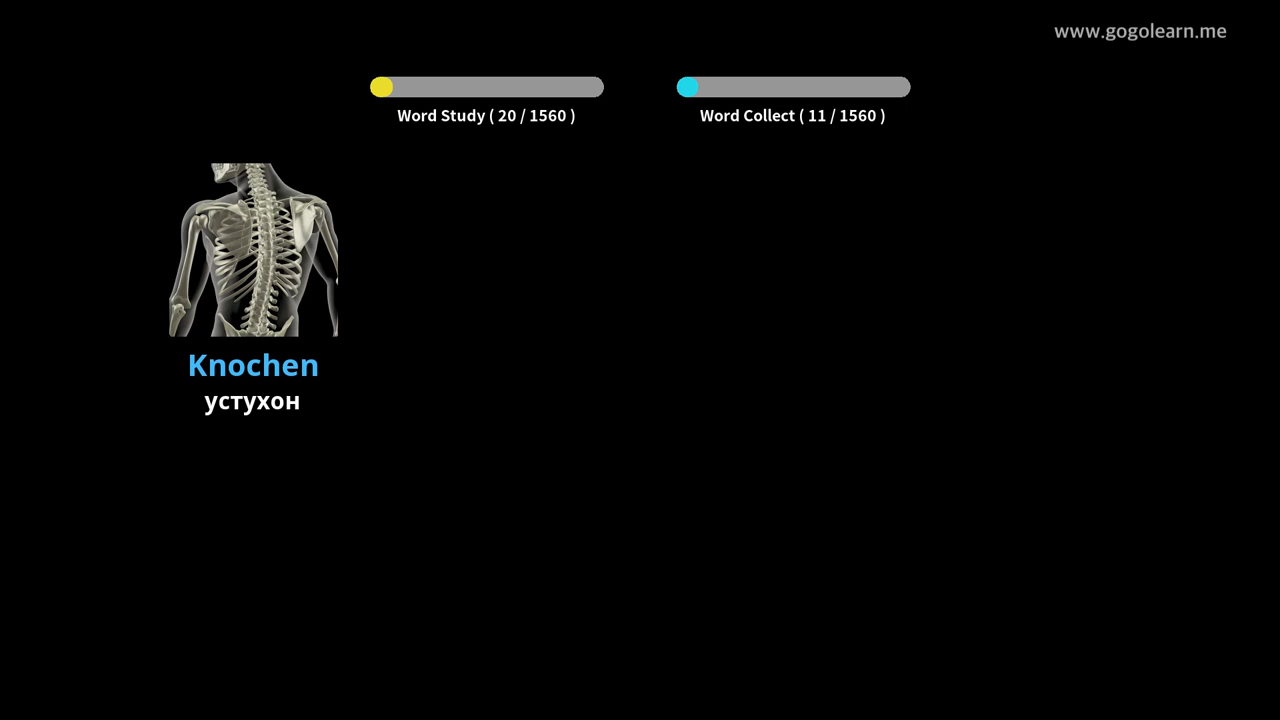 www.gogolearn.me
Word Study ( 20 / 1560 )
Word Collect ( 11 / 1560 )
Knochen
устухон